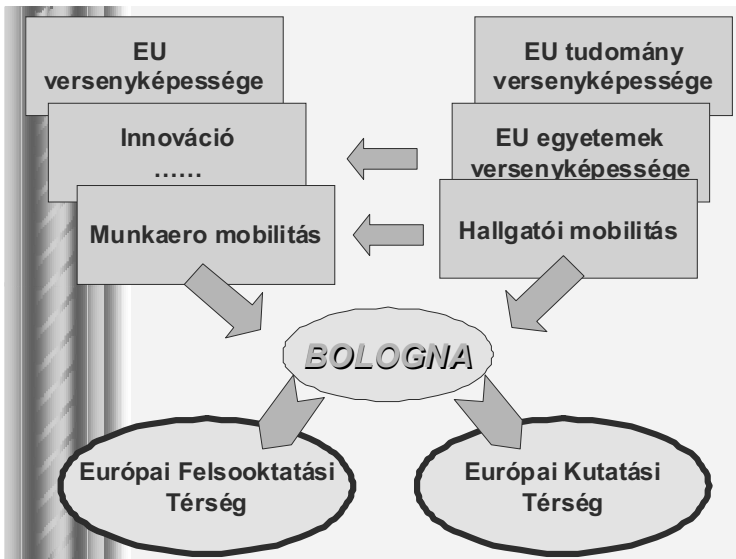 EU
versenyképessége
Innováció
……
Munkaero mobilitás
EU tudomány
versenyképessége
EU egyetemek
versenyképessége
Hallgatói mobilitás
BOLOGNA
Európai Felsooktatási
Térség
Európai Kutatási
Térség